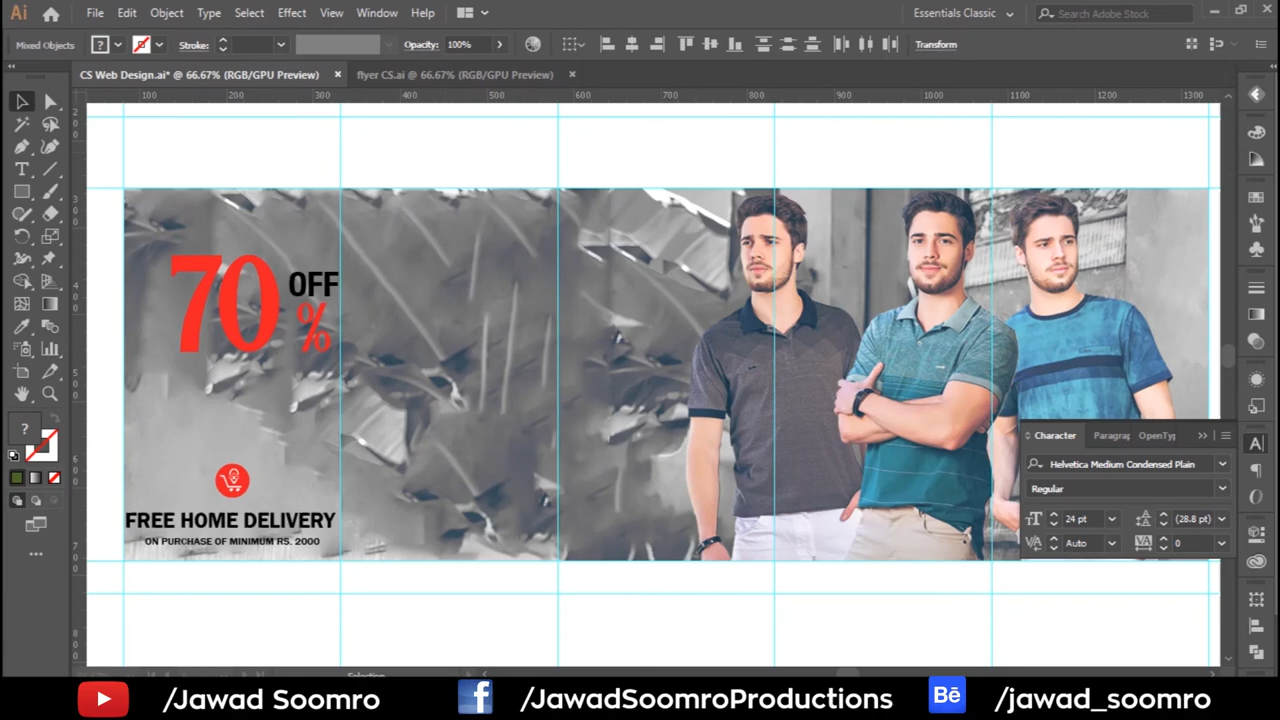 Ai File Edit Object Type Select Effect View Window Help Essentials Classic Search Adobe Stock
Mixed Objects ? Stroke: Opacity: 100% Transform
CS Web Design.ai* @ 66.67% (RGB/GPU Preview) × flyer CS.ai @ 66.67% (RGB/GPU Preview) ×
100 200 300 400 500 600 700 800 900 1000 1100 1200 1300
70 OFF
%
FREE HOME DELIVERY
ON PURCHASE OF MINIMUM RS. 2000
?
Character Paragrap OpenTyp
Helvetica Medium Condensed Plain
Regular
24 pt (28.8 pt)
Auto 0
Selection
/Jawad Soomro /JawadSoomroProductions Bē /jawad_soomro